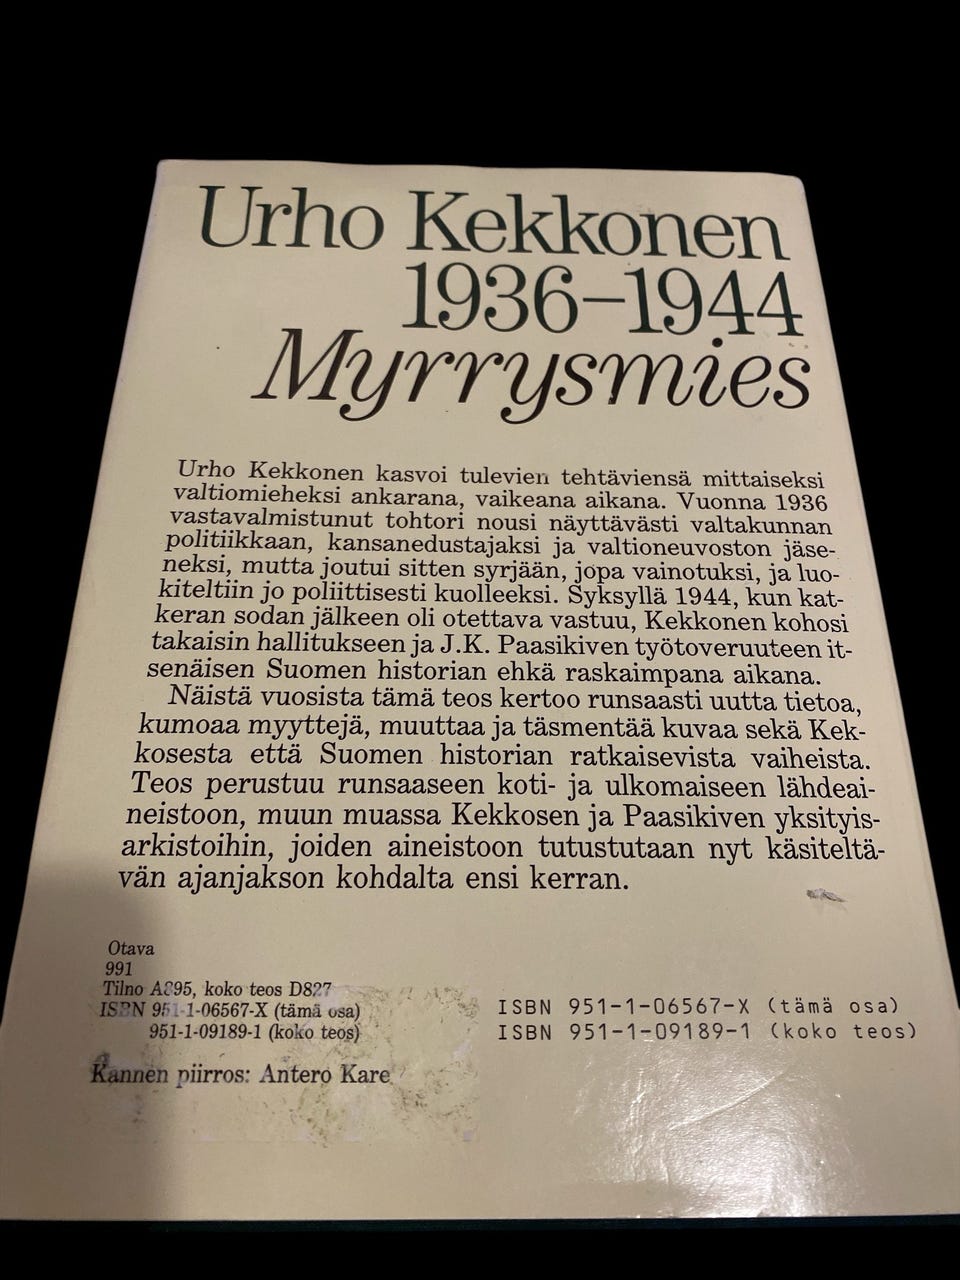 Urho Kekkonen
1936–1944
Myrrysmies
Urho Kekkonen kasvoi tulevien tehtäviensä mittaiseksi
valtiomieheksi ankarana, vaikeana aikana. Vuonna 1936
vastavalmistunut tohtori nousi näyttävästi valtakunnan
politiikkaan, kansanedustajaksi ja valtioneuvoston jäse-
neksi, mutta joutui sitten syrjään, jopa vainotuksi, ja luo-
kiteltiin jo poliittisesti kuolleeksi. Syksyllä 1944, kun kat-
keran sodan jälkeen oli otettava vastuu, Kekkonen kohosi
takaisin hallitukseen ja J.K. Paasikiven työtoveruuteen it-
senäisen Suomen historian ehkä raskaimpana aikana.
Näistä vuosista tämä teos kertoo runsaasti uutta tietoa,
kumoaa myyttejä, muuttaa ja täsmentää kuvaa sekä Kek-
kosesta että Suomen historian ratkaisevista vaiheista.
Teos perustuu runsaaseen koti- ja ulkomaiseen lähdeai-
neistoon, muun muassa Kekkosen ja Paasikiven yksityis-
arkistoihin, joiden aineistoon tutustutaan nyt käsiteltä-
vän ajanjakson kohdalta ensi kerran.
Otava
991
Tilno koko teos D827
ISBN 951-1-06567-X (tämä osa)
951-1-09189-1 (koko teos)
Kannen piirros: Antero Kare
ISBN 951-1-06567-X (tämä osa)
ISBN 951-1-09189-1 (koko teos)